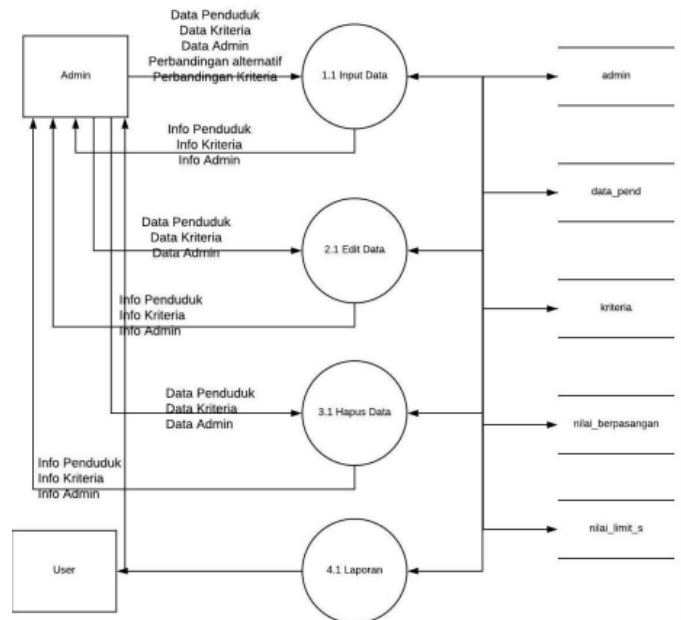 Data Penduduk
Data Kriteria
Data Admin
Perbandingan alternatif
Perbandingan Kriteria
Admin
1.1 Input Data
admin
Info Penduduk
Info Kriteria
Info Admin
data_pend
Data Penduduk
Data Kriteria
Data Admin
2.1 Edit Data
Info Penduduk
Info Kriteria
Info Admin
kriteria
Data Penduduk
Data Kriteria
Data Admin
3.1 Hapus Data
nilai_berpasangan
Info Penduduk
Info Kriteria
Info Admin
nilai_limit_s
User
4.1 Laporan